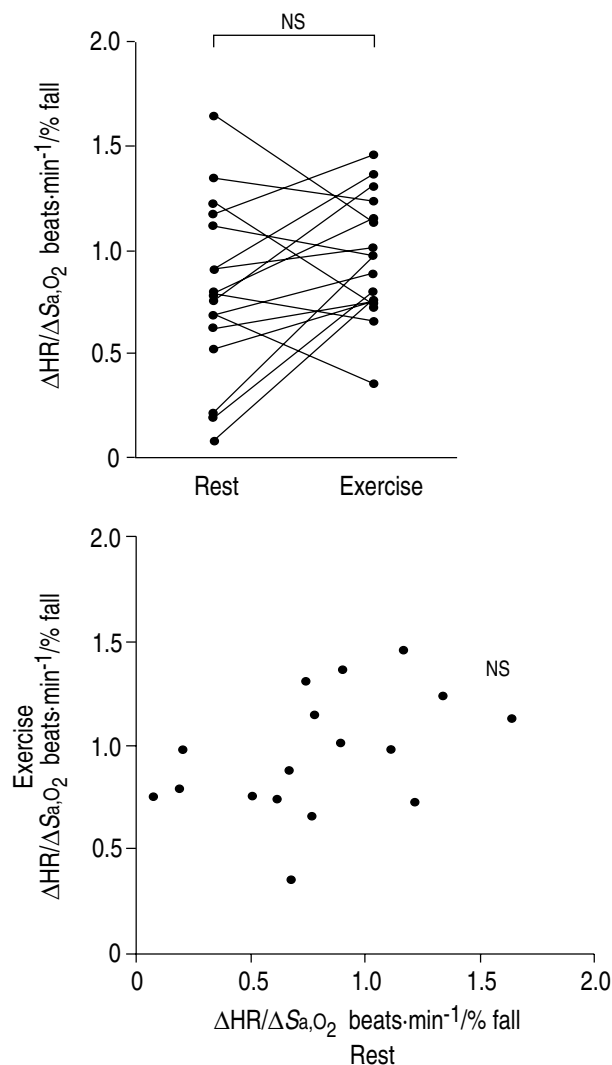 NS
2.0
1.5
1.0
0.5
0
ΔHR/ΔSa,O₂ beats·min⁻¹/% fall
Rest Exercise
2.0
1.5
1.0
0.5
0
Exercise
ΔHR/ΔSa,O₂ beats·min⁻¹/% fall
NS
0 0.5 1.0 1.5 2.0
ΔHR/ΔSa,O₂ beats·min⁻¹/% fall
Rest